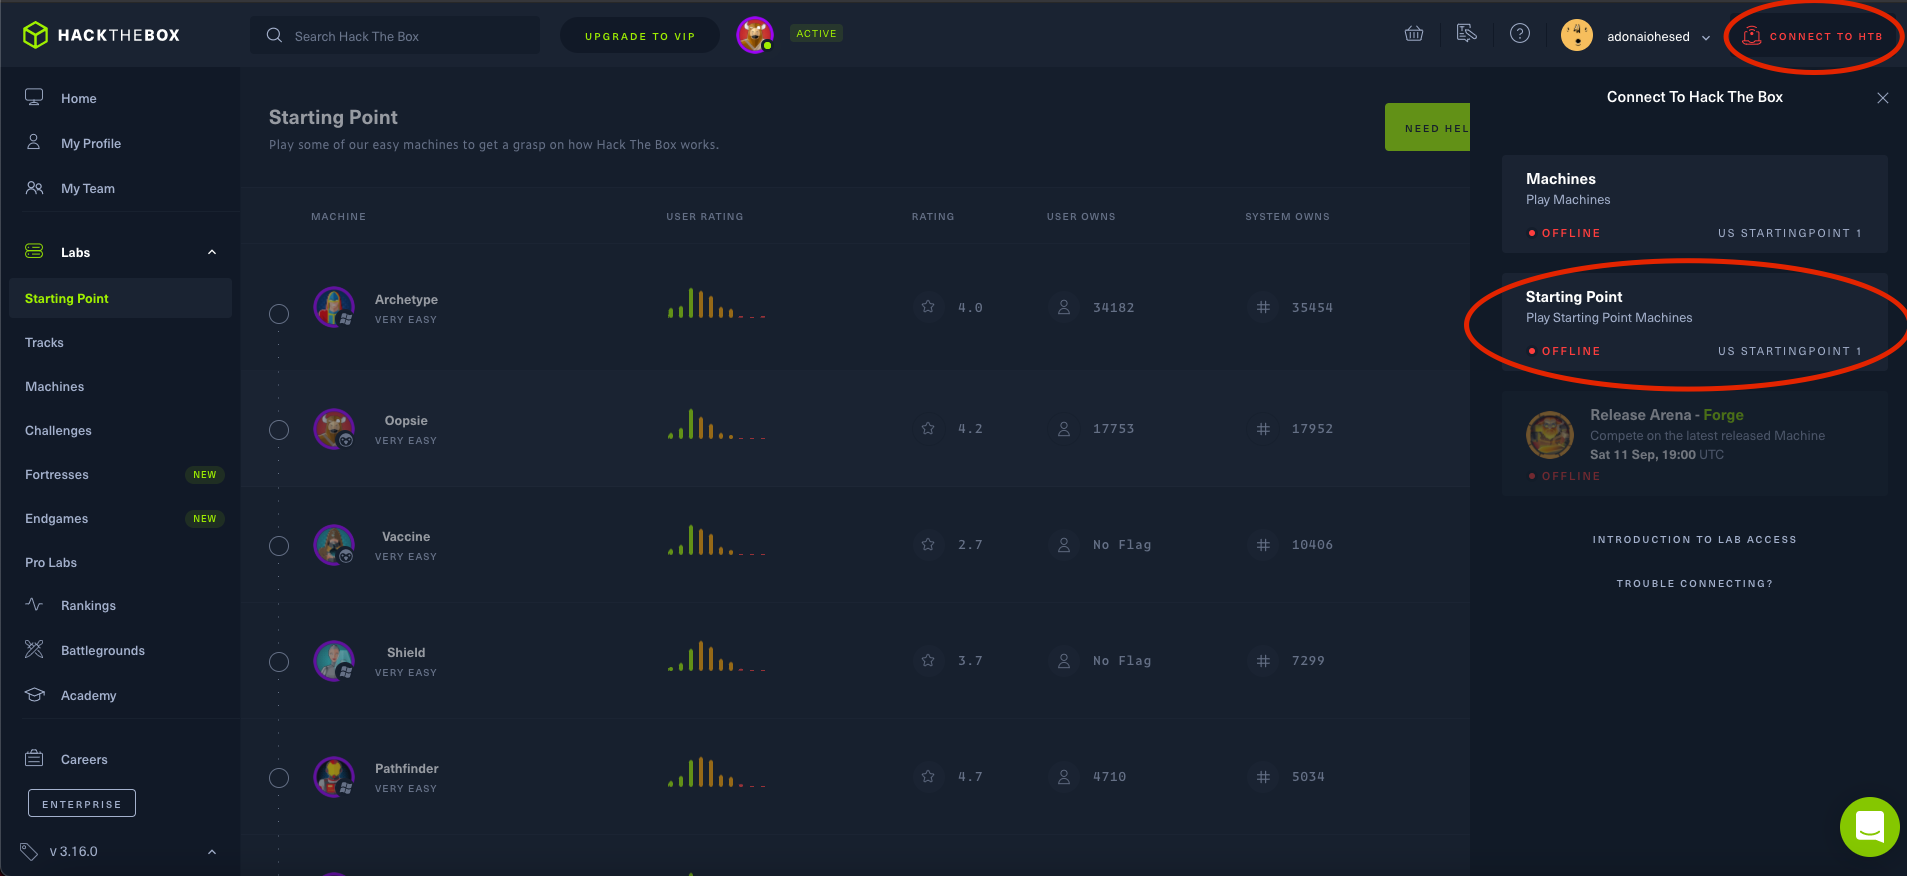 HACKTHEBOX
Search Hack The Box
UPGRADE TO VIP
ACTIVE
adonaiohesed
CONNECT TO HTB
Home
My Profile
My Team
Labs
Starting Point
Tracks
Machines
Challenges
Fortresses NEW
Endgames NEW
Pro Labs
Rankings
Battlegrounds
Academy
Careers
ENTERPRISE
v 3.16.0
Starting Point
Play some of our easy machines to get a grasp on how Hack The Box works.
NEED HEL
MACHINE USER RATING RATING USER OWNS SYSTEM OWNS
Archetype
VERY EASY
4.0 34182 35454
Oopsie
VERY EASY
4.2 17753 17952
Vaccine
VERY EASY
2.7 No Flag 10406
Shield
VERY EASY
3.7 No Flag 7299
Pathfinder
VERY EASY
4.7 4710 5034
Connect To Hack The Box
Machines
Play Machines
OFFLINE US STARTINGPOINT 1
Starting Point
Play Starting Point Machines
OFFLINE US STARTINGPOINT 1
Release Arena - Forge
Compete on the latest released Machine
Sat 11 Sep, 19:00 UTC
OFFLINE
INTRODUCTION TO LAB ACCESS
TROUBLE CONNECTING?